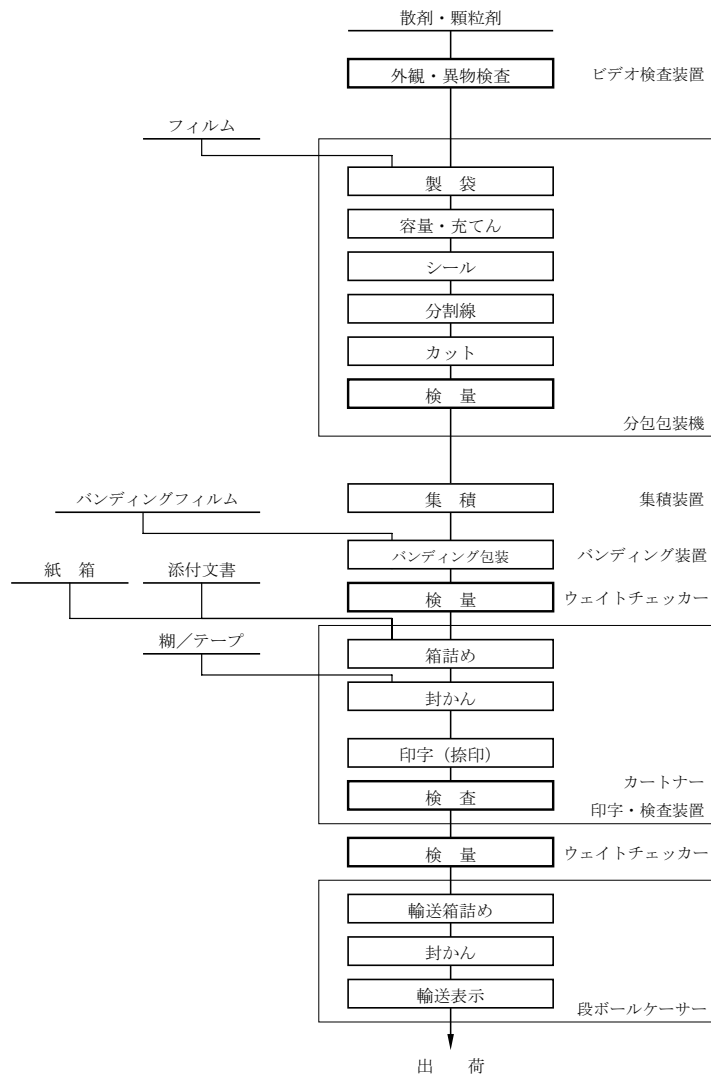 散剤・顆粒剤
外観・異物検査
ビデオ検査装置
フィルム
製 袋
容量・充てん
シール
分割線
カット
検 量
分包包装機
集 積
集積装置
バンディングフィルム
バンディング包装
バンディング装置
紙 箱
添付文書
検 量
ウェイトチェッカー
糊／テープ
箱詰め
封かん
印字（捺印）
検 査
カートナー
印字・検査装置
検 量
ウェイトチェッカー
輸送箱詰め
封かん
輸送表示
段ボールケーサー
出 荷